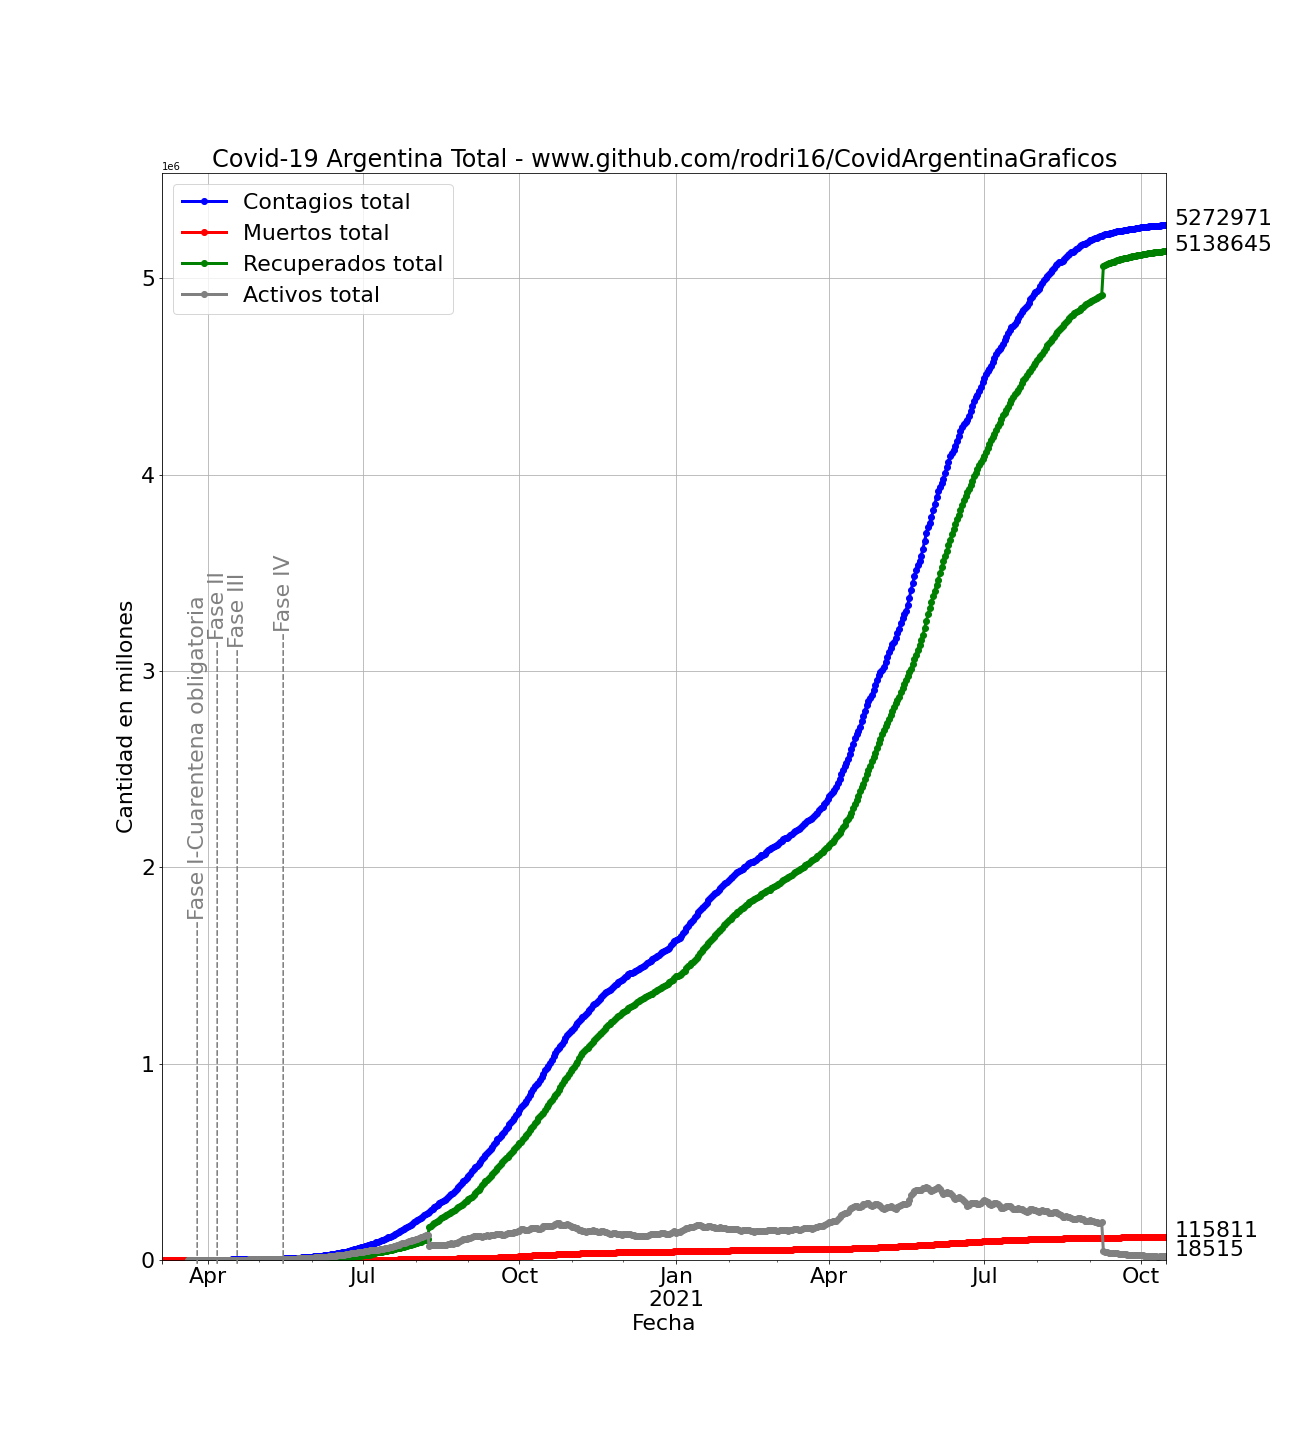 Covid-19 Argentina Total - www.github.com/rodri16/CovidArgentinaGraficos
1e6
Contagios total
Muertos total
Recuperados total
Activos total
5272971
5138645
115811
18515
5
4
3
2
1
0
Cantidad en millones
Fase I-Cuarentena obligatoria
Fase II
Fase III
Fase IV
Apr
Jul
Oct
Jan
2021
Apr
Jul
Oct
Fecha